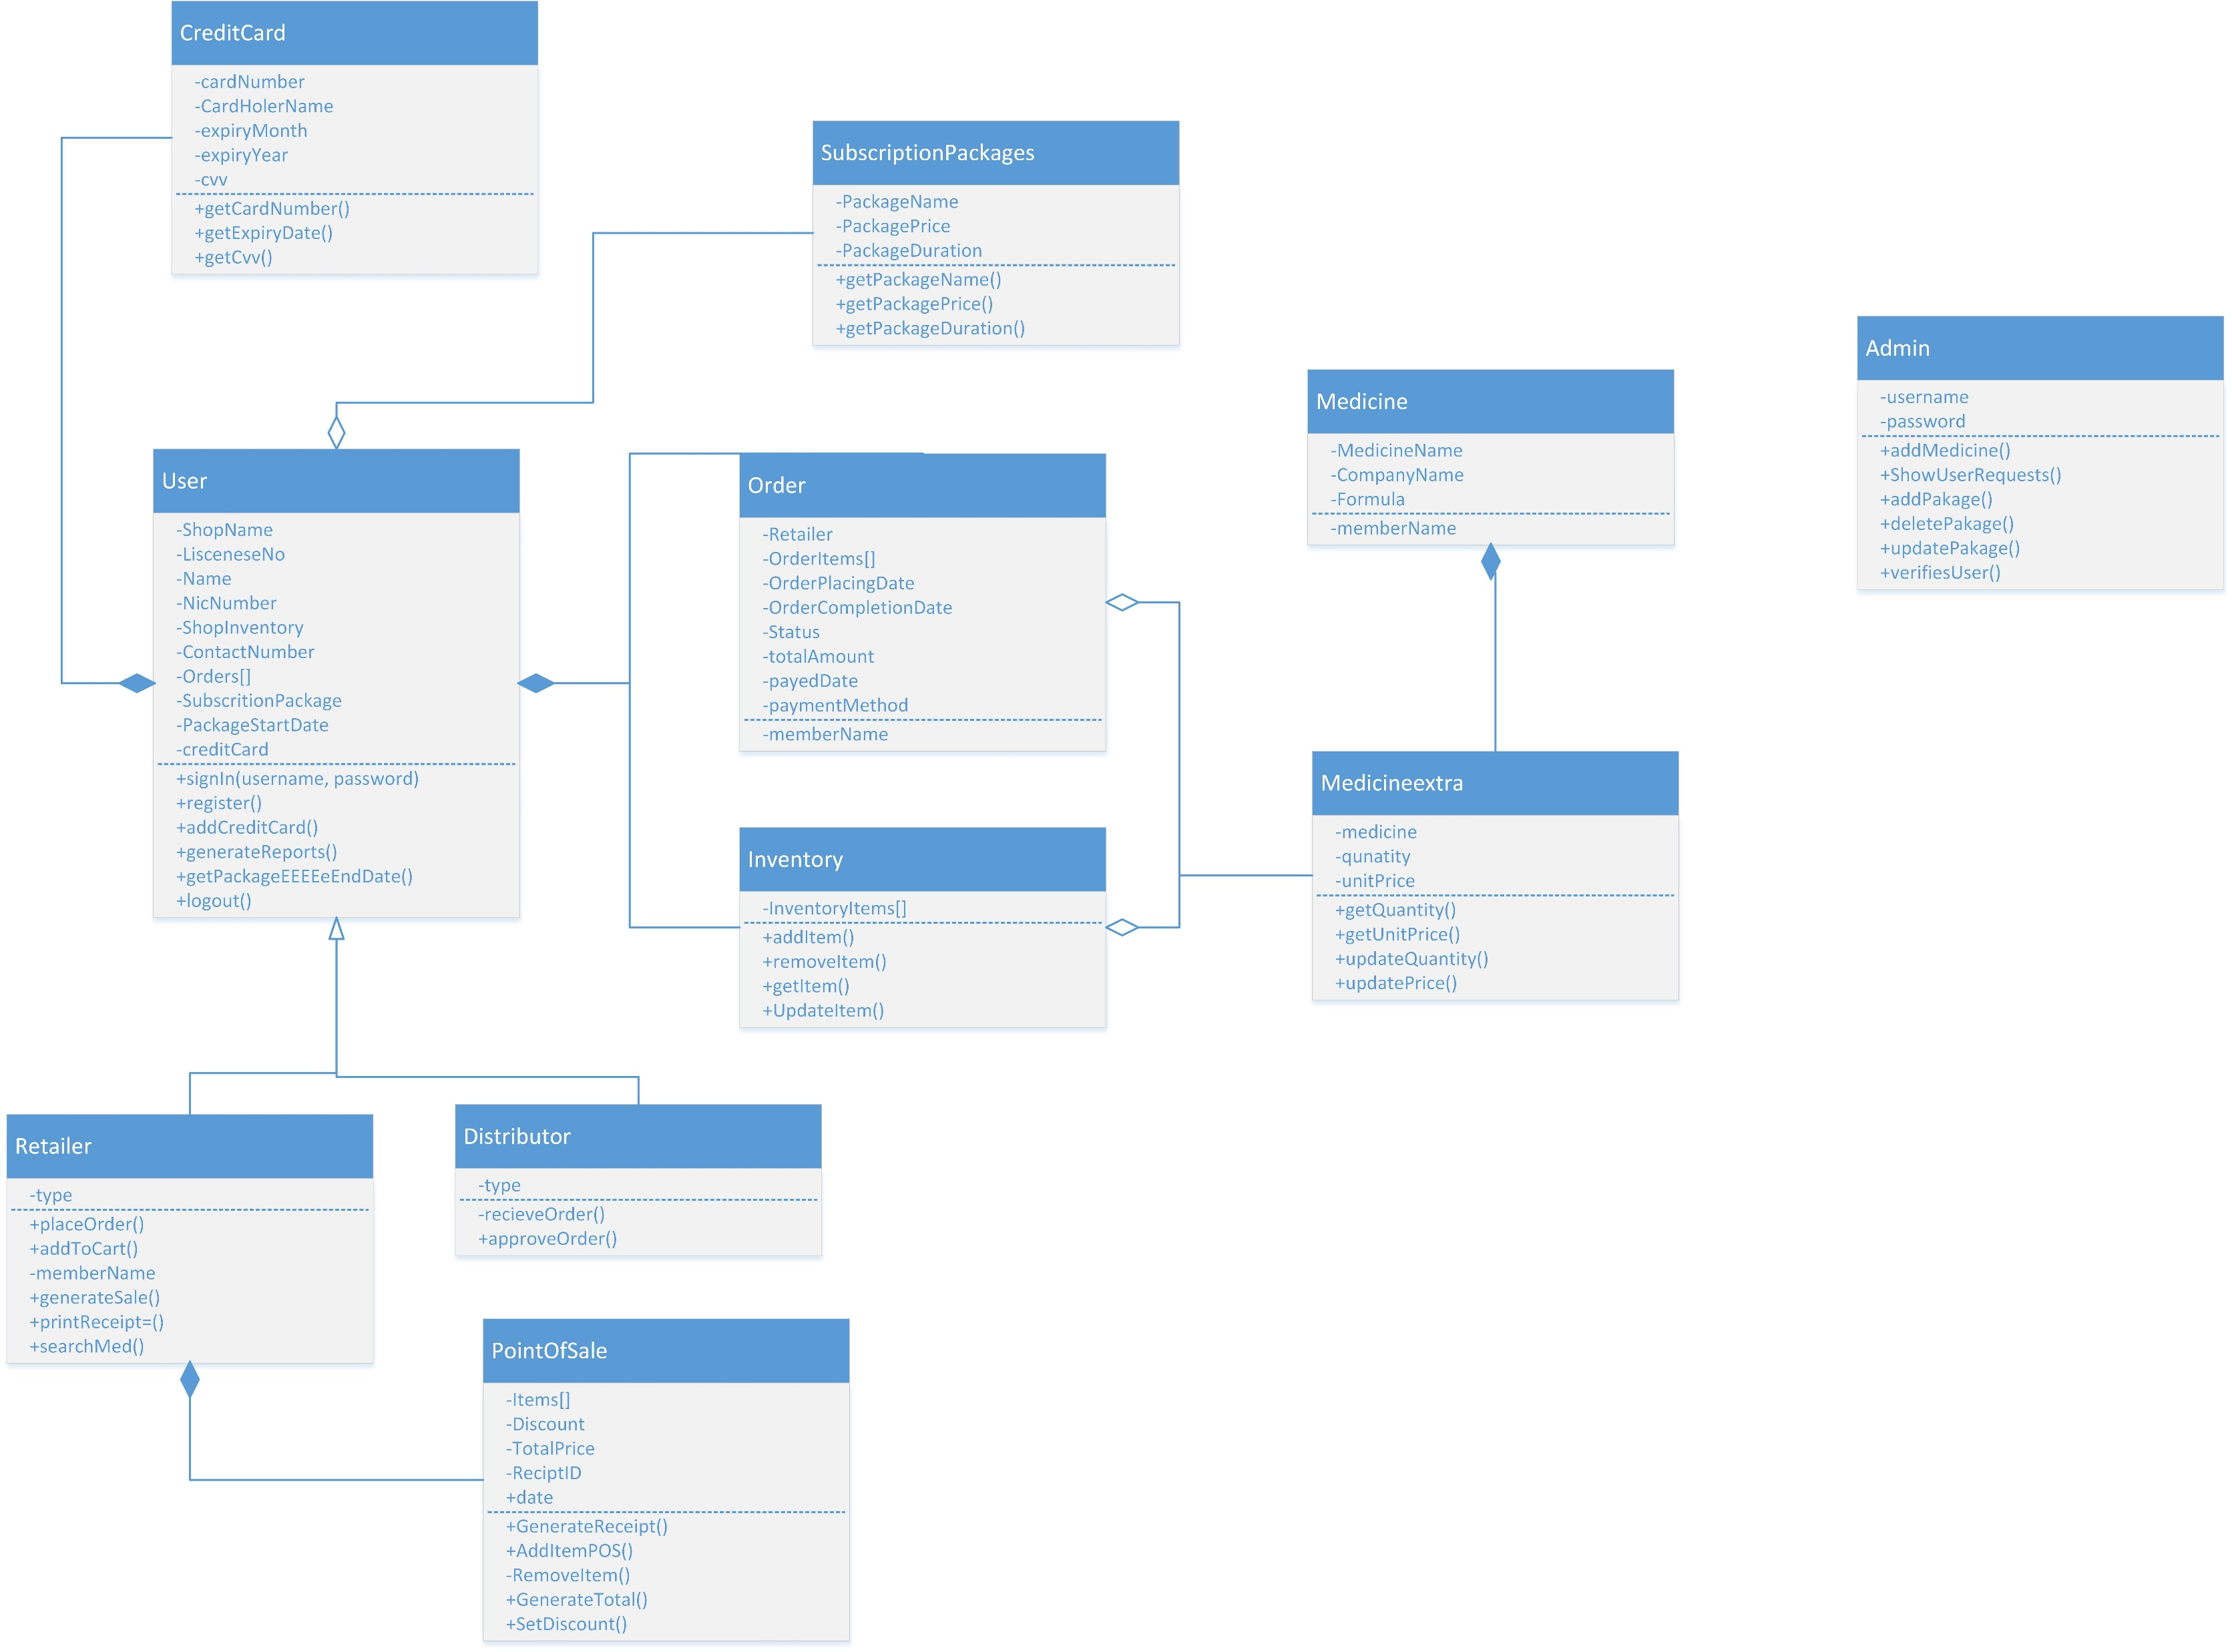 CreditCard
-cardNumber
-CardHolerName
-expiryMonth
-expiryYear
-cvv
+getCardNumber()
+getExpiryDate()
+getCvv()
SubscriptionPackages
-PackageName
-PackagePrice
-PackageDuration
+getPackageName()
+getPackagePrice()
+getPackageDuration()
Admin
-username
-password
+addMedicine()
+ShowUserRequests()
+addPakage()
+deletePakage()
+updatePakage()
+verifiesUser()
Medicine
-MedicineName
-CompanyName
-Formula
-memberName
User
-ShopName
-LisceneseNo
-Name
-NicNumber
-ShopInventory
-ContactNumber
-Orders[]
-SubscritionPackage
-PackageStartDate
-creditCard
+signIn(username, password)
+register()
+addCreditCard()
+generateReports()
+getPackageEEEEeEndDate()
+logout()
Order
-Retailer
-OrderItems[]
-OrderPlacingDate
-OrderCompletionDate
-Status
-totalAmount
-payedDate
-paymentMethod
-memberName
Medicineextra
-medicine
-qunatity
-unitPrice
+getQuantity()
+getUnitPrice()
+updateQuantity()
+updatePrice()
Inventory
-InventoryItems[]
+addItem()
+removeItem()
+getItem()
+UpdateItem()
Retailer
-type
+placeOrder()
+addToCart()
-memberName
+generateSale()
+printReceipt=()
+searchMed()
Distributor
-type
-recieveOrder()
+approveOrder()
PointOfSale
-Items[]
-Discount
-TotalPrice
-ReciptID
+date
+GenerateReceipt()
+AddItemPOS()
-RemoveItem()
+GenerateTotal()
+SetDiscount()